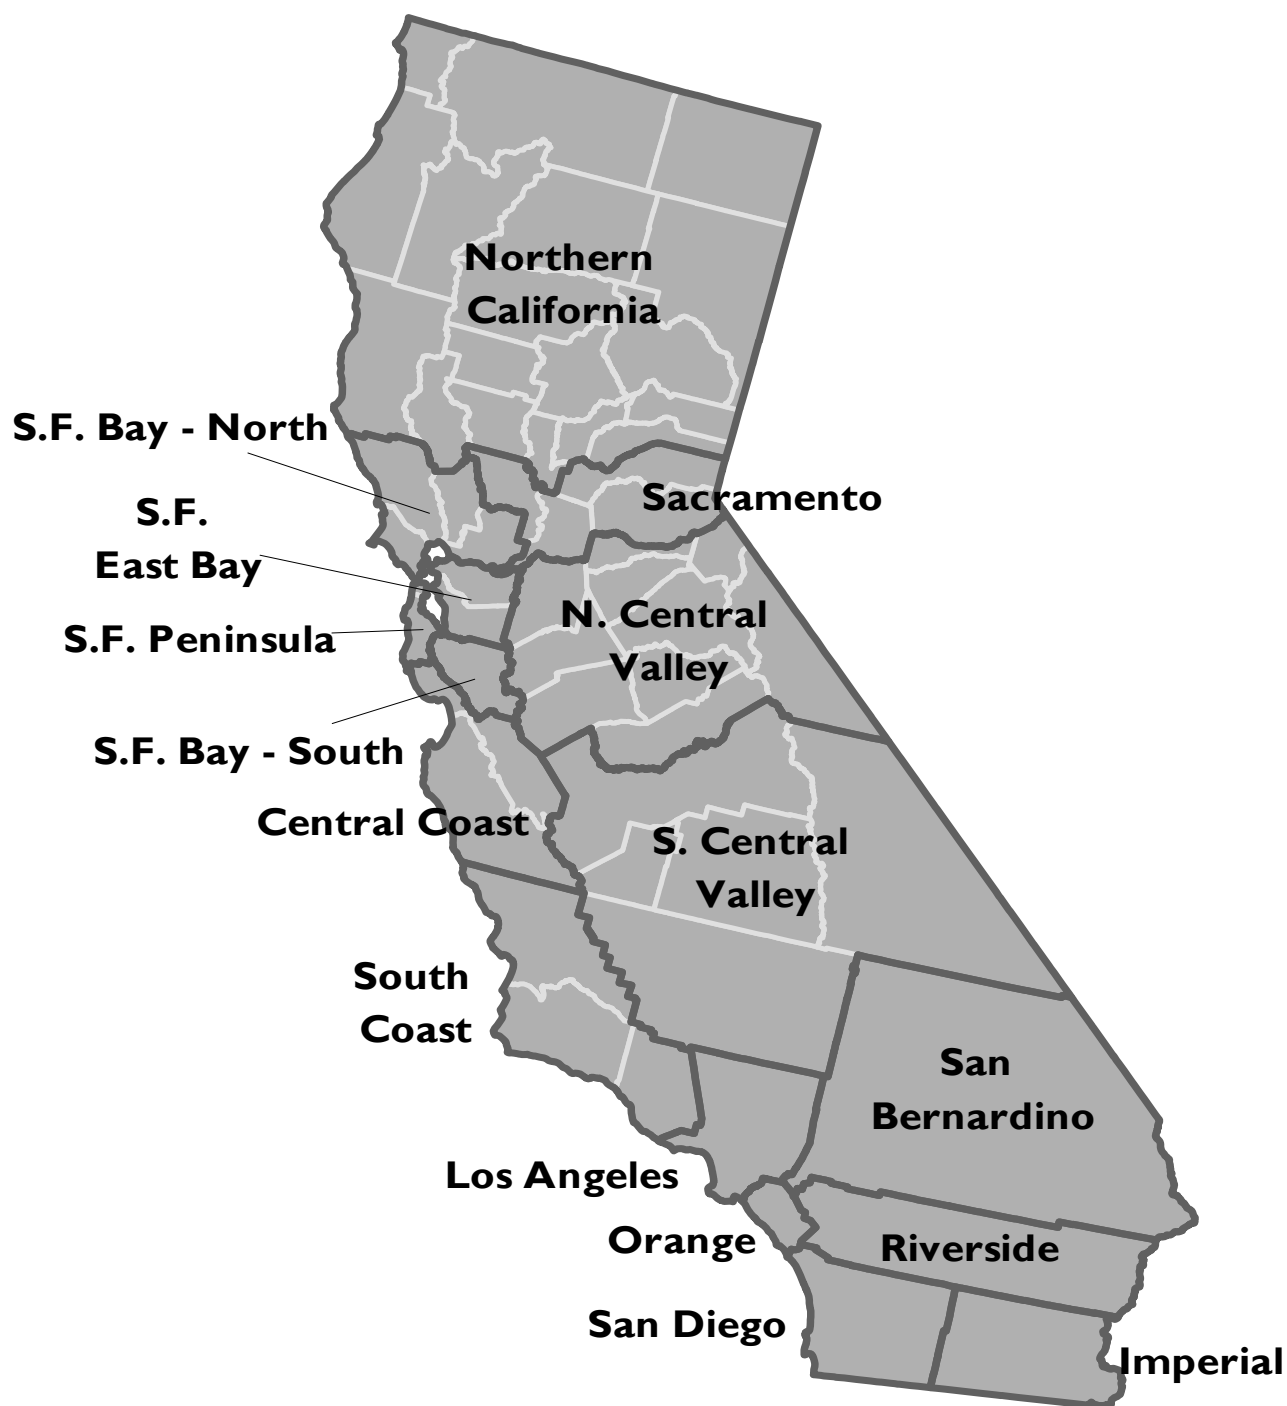 Northern
California
S.F. Bay - North
Sacramento
S.F.
East Bay
N. Central
Valley
S.F. Peninsula
S.F. Bay - South
Central Coast
S. Central
Valley
South
Coast
San
Bernardino
Los Angeles
Orange
Riverside
San Diego
Imperial